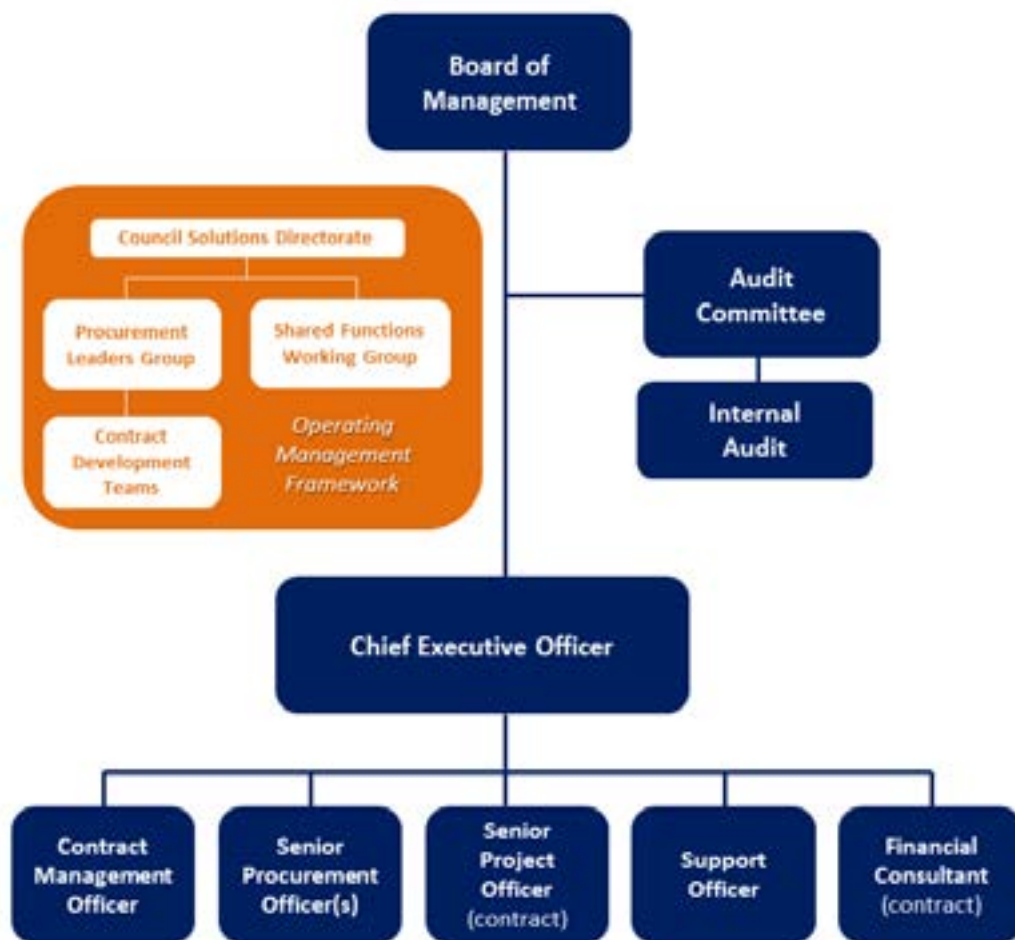 Board of
Management
Council Solutions Directorate
Procurement
Leaders Group
Shared Functions
Working Group
Contract
Development
Teams
Operating
Management
Framework
Audit
Committee
Internal
Audit
Chief Executive Officer
Contract
Management
Officer
Senior
Procurement
Officer(s)
Senior
Project
Officer
(contract)
Support
Officer
Financial
Consultant
(contract)